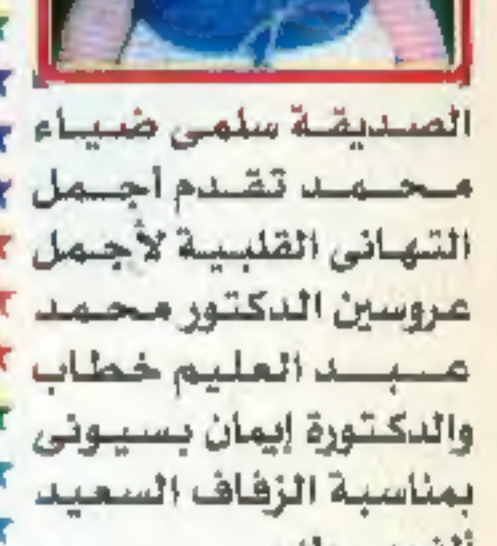 الصديقة سلمى ضياء
محمد تقدم أجمل
التهانى القلبية لأجمل
عروسين الدكتور محمد
عبد العليم خطاب
والدكتورة إيمان بسيونى
بمناسبة الزفاف السعيد